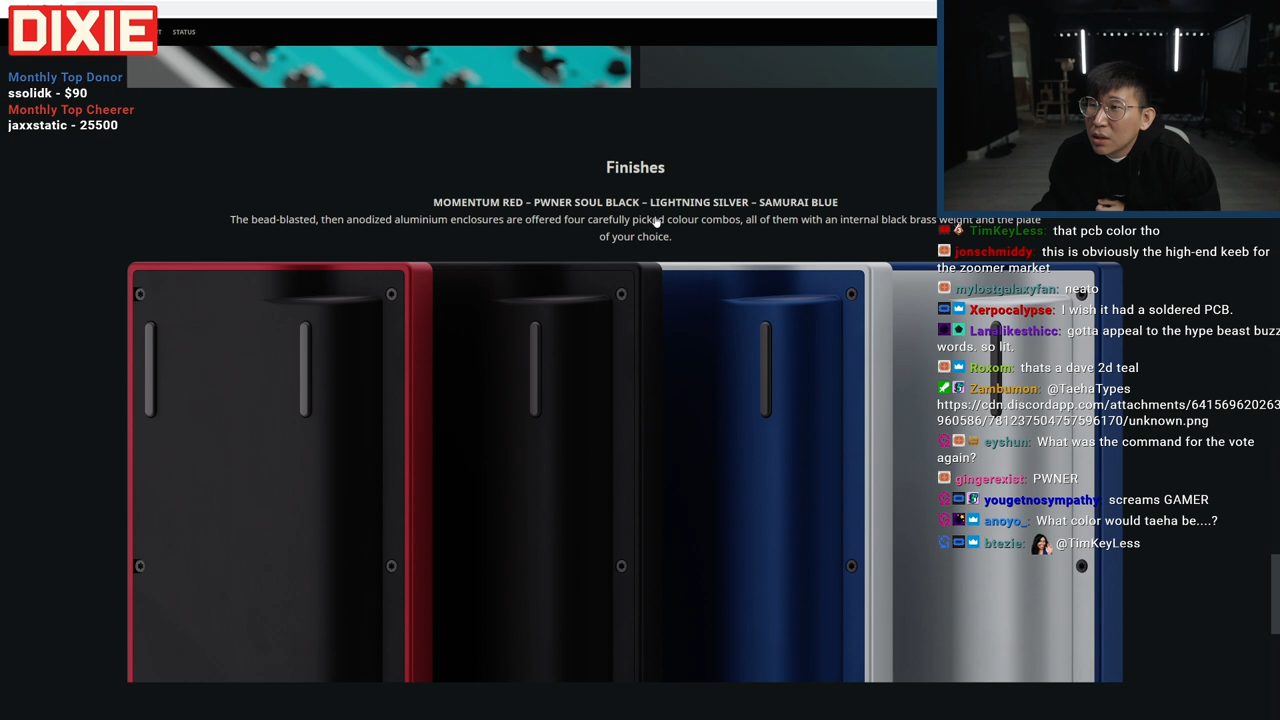 DIXIE
STATUS
Monthly Top Donor
ssolidk - $90
Monthly Top Cheerer
jaxxstatic - 25500
Finishes
MOMENTUM RED – PWNER SOUL BLACK – LIGHTNING SILVER – SAMURAI BLUE
The bead-blasted, then anodized aluminium enclosures are offered four carefully picked colour combos, all of them with an internal black brass weight and the plate
of your choice.
TimKeyLess: that pcb color tho
jonschmiddy: this is obviously the high-end keeb for
the zoomer market
mylostgalaxyfan: neato
Xerpocalypse: I wish it had a soldered PCB.
Lanalikesthicc: gotta appeal to the hype beast buzz
words. so lit.
Roxom: thats a dave 2d teal
Zambumon: @TaehaTypes
https://cdn.discordapp.com/attachments/641569620263
960586/781237504757596170/unknown.png
eyshun: What was the command for the vote
again?
gingerexist: PWNER
yougetnosympathy: screams GAMER
anoyo_: What color would taeha be....?
btezie: @TimKeyLess